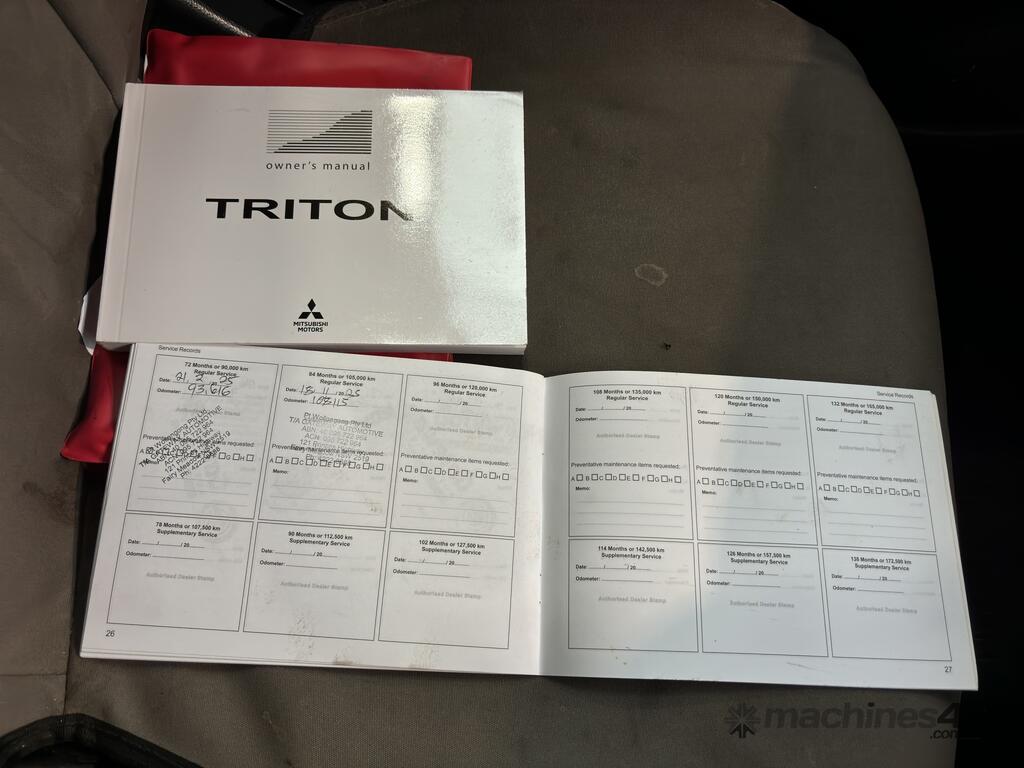 owner's manual
TRITON
MITSUBISHI
MOTORS
Service Records
72 Months or 90,000 km
Regular Service
Date: 21 / 2 / 25
Odometer: 93,616
Preventative maintenance items requested:
Memo:
84 Months or 105,000 km
Regular Service
Date: 18 / 11 / 20 25
Odometer:
T/A AUTOMOTIVE
Preventative maintenance items requested:
A B C D E F G H
Memo:
96 Months or 120,000 km
Regular Service
Date: / / 20
Odometer:
Authorised Dealer Stamp
Preventative maintenance items requested:
A B C D E F G H
Memo:
78 Months or 107,500 km
Supplementary Service
Date: / / 20
Odometer:
Authorised Dealer Stamp
90 Months or 112,500 km
Supplementary Service
Date: / / 20
Odometer:
Authorised Dealer Stamp
102 Months or 127,500 km
Supplementary Service
Date: / / 20
Odometer:
Authorised Dealer Stamp
26
Service Records
108 Months or 135,000 km
Regular Service
Date: / / 20
Odometer:
Authorised Dealer Stamp
Preventative maintenance items requested:
A B C D E F G H
Memo:
120 Months or 150,000 km
Regular Service
Date: / / 20
Odometer:
Authorised Dealer Stamp
Preventative maintenance items requested:
A B C D E F G H
Memo:
132 Months or 165,000 km
Regular Service
Date: / / 20
Odometer:
Authorised Dealer Stamp
Preventative maintenance items requested:
A B C D E F G H
Memo:
114 Months or 142,500 km
Supplementary Service
Date: / / 20
Odometer:
Authorised Dealer Stamp
126 Months or 157,500 km
Supplementary Service
Date: / / 20
Odometer:
Authorised Dealer Stamp
138 Months or 172,500 km
Supplementary Service
Date: / / 20
Odometer:
Authorised Dealer Stamp
27
machines4
.com